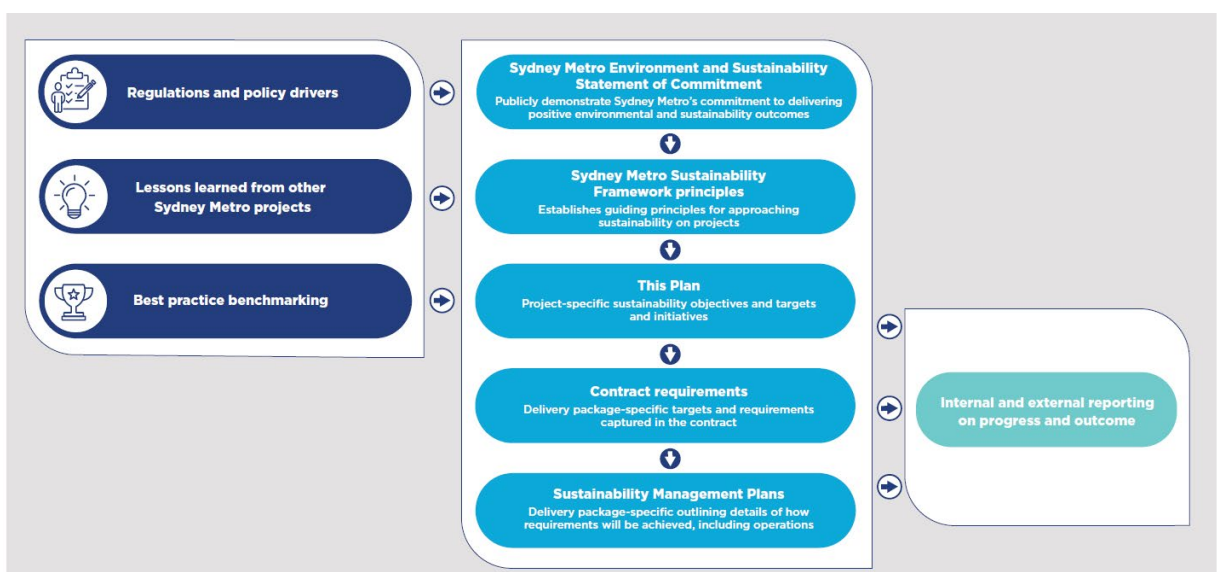 Regulations and policy drivers
Lessons learned from other
Sydney Metro projects
Best practice benchmarking
Sydney Metro Environment and Sustainability
Statement of Commitment
Publicly demonstrate Sydney Metro's commitment to delivering
positive environmental and sustainability outcomes
Sydney Metro Sustainability
Framework principles
Establishes guiding principles for approaching
sustainability on projects
This Plan
Project-specific sustainability objectives and targets
and initiatives
Contract requirements
Delivery package-specific targets and requirements
captured in the contract
Sustainability Management Plans
Delivery package-specific outlining details of how
requirements will be achieved, including operations
Internal and external reporting
on progress and outcome